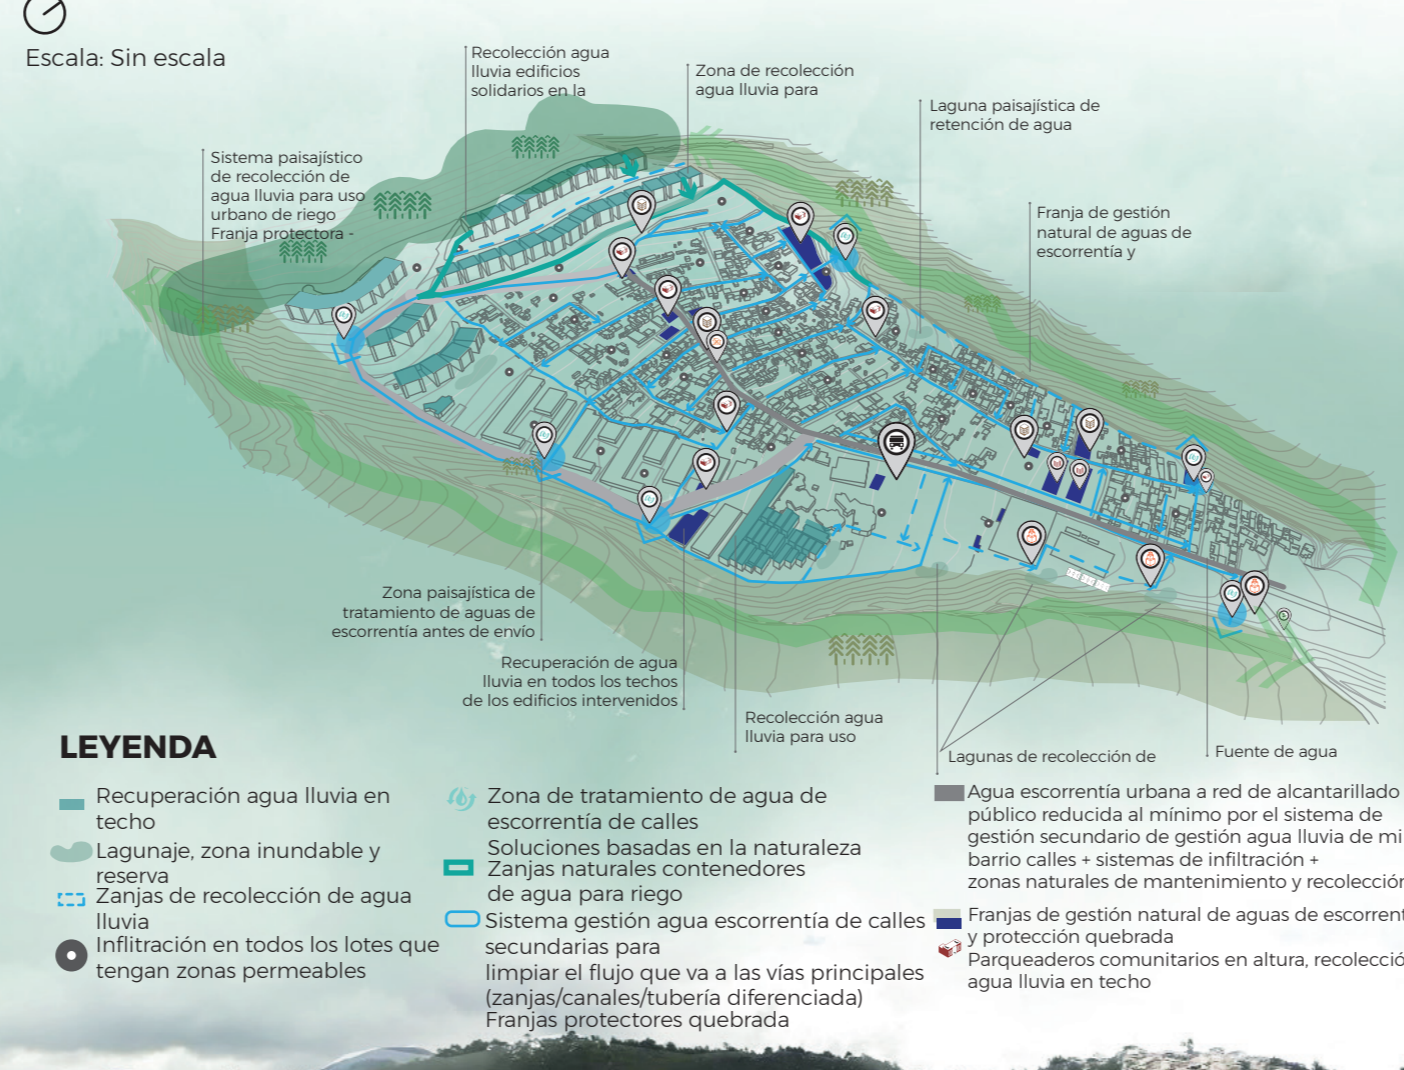 Escala: Sin escala
Recolección agua
lluvia edificios
solidarios en la
Zona de recolección
agua lluvia para
Laguna paisajística de
retención de agua
Sistema paisajístico
de recolección de
agua lluvia para uso
urbano de riego
Franja protectora -
Franja de gestión
natural de aguas de
escorrentía y
Zona paisajística de
tratamiento de aguas de
escorrentía antes de envío
Recuperación de agua
lluvia en todos los techos
de los edificios intervenidos
Recolección agua
lluvia para uso
Lagunas de recolección de
Fuente de agua
LEYENDA
Recuperación agua lluvia en
techo
Lagunaje, zona inundable y
reserva
Zanjas de recolección de agua
lluvia
Inflitración en todos los lotes que
tengan zonas permeables
Zona de tratamiento de agua de
escorrentía de calles
Soluciones basadas en la naturaleza
Zanjas naturales contenedores
de agua para riego
Sistema gestión agua escorrentía de calles
secundarias para
limpiar el flujo que va a las vías principales
(zanjas/canales/tubería diferenciada)
Franjas protectores quebrada
Agua escorrentía urbana a red de alcantarillado
público reducida al mínimo por el sistema de
gestión secundario de gestión agua lluvia de mi
barrio calles + sistemas de infiltración +
zonas naturales de mantenimiento y recolección
Franjas de gestión natural de aguas de escorrent
y protección quebrada
Parqueaderos comunitarios en altura, recolecció
agua lluvia en techo